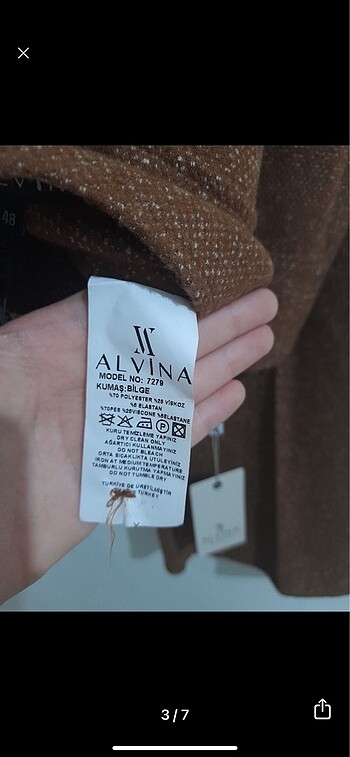 48
ALVİNA
MODEL NO: 7279
KUMAŞ:BİLGE
%70 POLYESTER %25 VİSKOZ
%5 ELASTAN
%70PES %25VISCONE %5ELASTANE
P
KURU TEMİZLEME YAPINIZ
DRY CLEAN ONLY
AĞARTICI KULLANMAYINIZ
DO NOT BLEACH
ORTA SICAKLIKTA ÜTÜLEYİNİZ
IRON AT MEDIUM TEMPERATURE
TAMBURLU KURUTMA YAPMAYINIZ
DO NOT TUMBLE DRY
TÜRKİYE DE ÜRETİLMİŞTİR
TURKEY
3/7